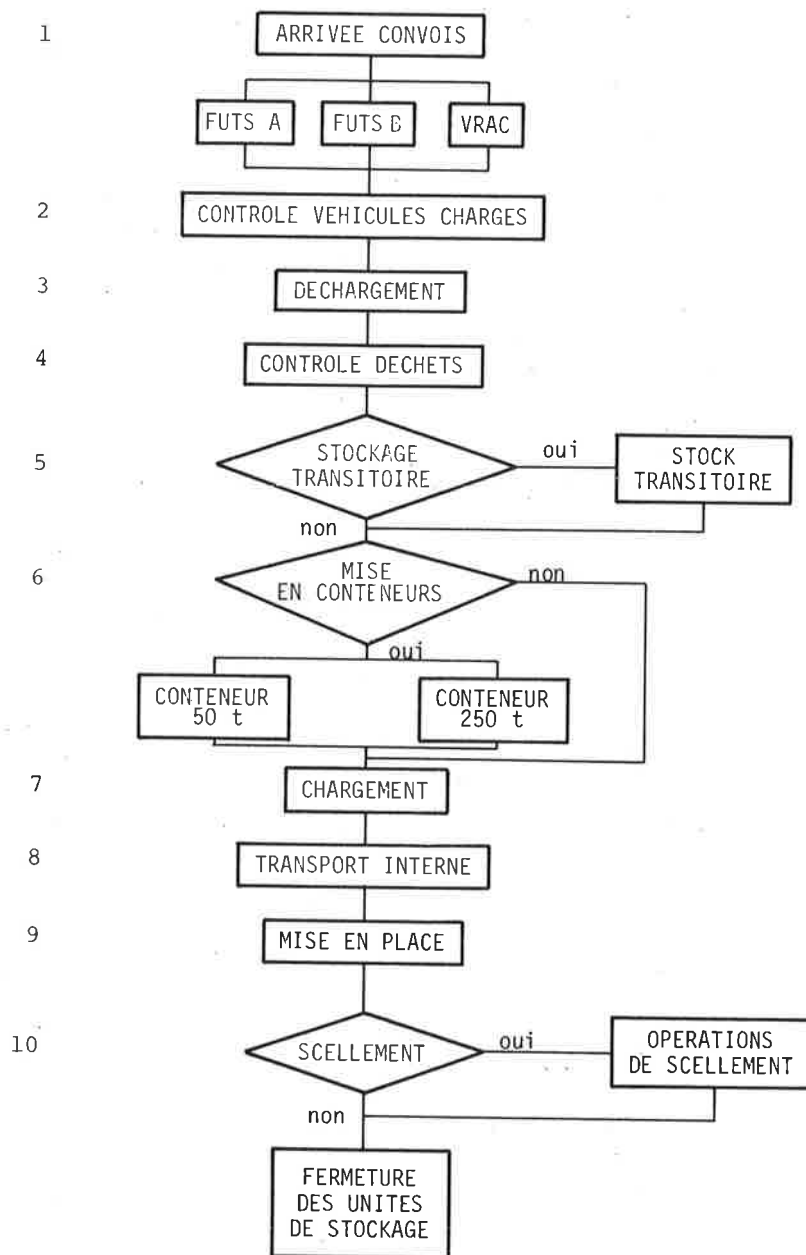 1
ARRIVEE CONVOIS
FUTS A
FUTS B
VRAC
2
CONTROLE VEHICULES CHARGES
3
DECHARGEMENT
4
CONTROLE DECHETS
5
STOCKAGE
TRANSITOIRE
oui
STOCK
TRANSITOIRE
non
6
MISE
EN CONTENEURS
non
oui
CONTENEUR
50 t
CONTENEUR
250 t
7
CHARGEMENT
8
TRANSPORT INTERNE
9
MISE EN PLACE
10
SCELLEMENT
oui
OPERATIONS
DE SCELLEMENT
non
FERMETURE
DES UNITES
DE STOCKAGE